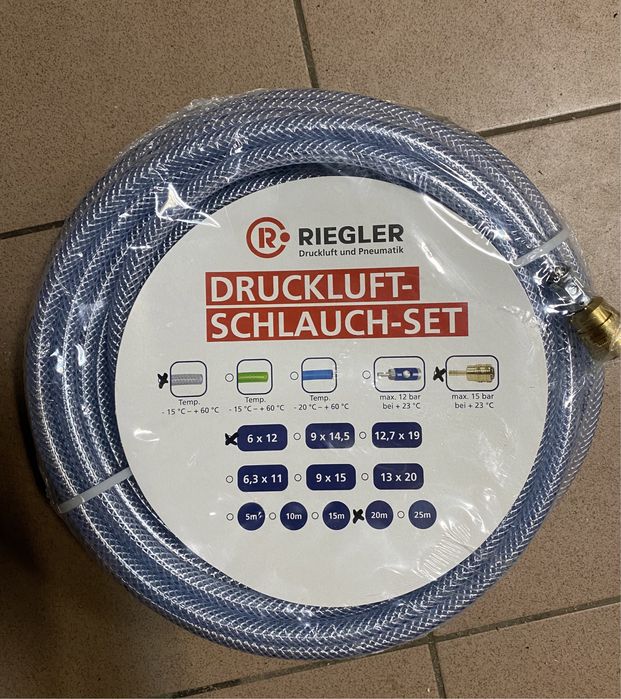 RIEGLER
Druckluft und Pneumatik
DRUCKLUFT-
SCHLAUCH-SET
Temp. Temp. Temp. max. 12 bar max. 15 bar
- 15 °C – + 60 °C - 15 °C – + 60 °C - 20 °C – + 60 °C bei + 23 °C bei + 23 °C
6 x 12 9 x 14,5 12,7 x 19
6,3 x 11 9 x 15 13 x 20
5m 10m 15m 20m 25m